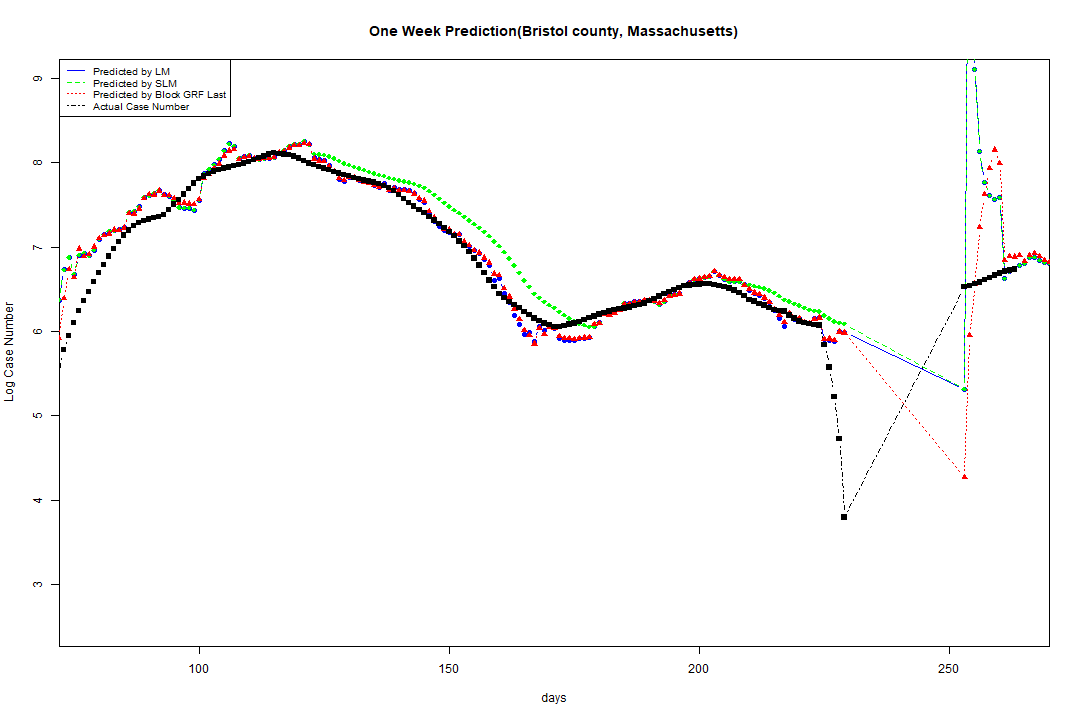 One Week Prediction(Bristol county, Massachusetts)
Predicted by LM
Predicted by SLM
Predicted by Block GRF Last
Actual Case Number
Log Case Number
9
8
7
6
5
4
3
100
150
200
250
days